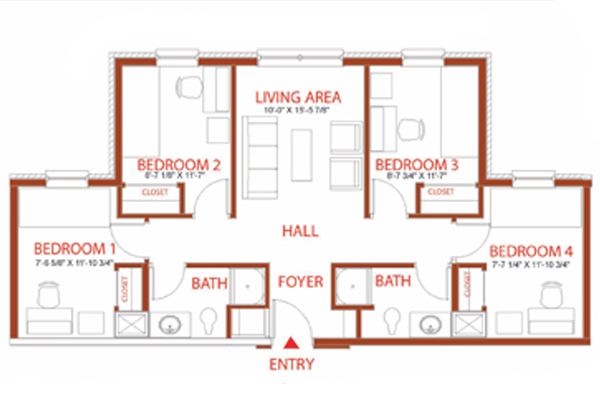 LIVING AREA
10'-0" X 15'-5 7/8"
BEDROOM 2
8'-7 1/8" X 11'-7"
CLOSET
BEDROOM 3
8'-7 3/4" X 11'-7"
CLOSET
HALL
BEDROOM 1
7'-6 5/8" X 11'-10 3/4"
CLOSET
BATH
FOYER
BATH
CLOSET
BEDROOM 4
7'-7 1/4" X 11'-10 3/4"
ENTRY